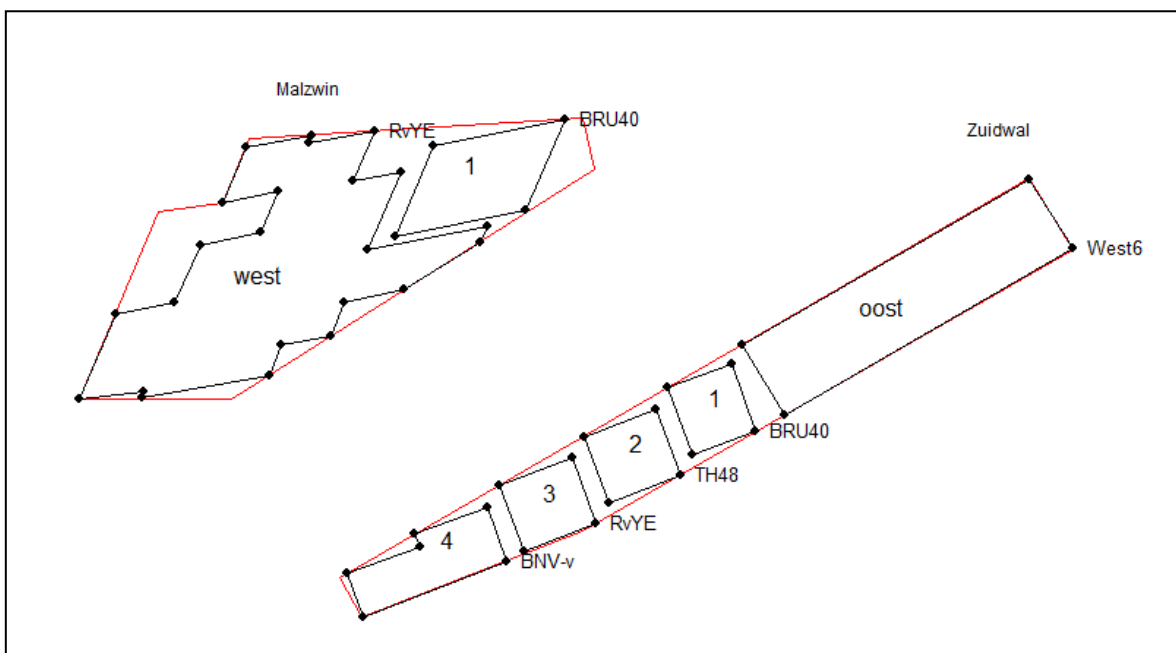 Malzwin
RvYE
BRU40
1
west
Zuidwal
West6
oost
1
BRU40
2
TH48
3
RvYE
4
BNV-v